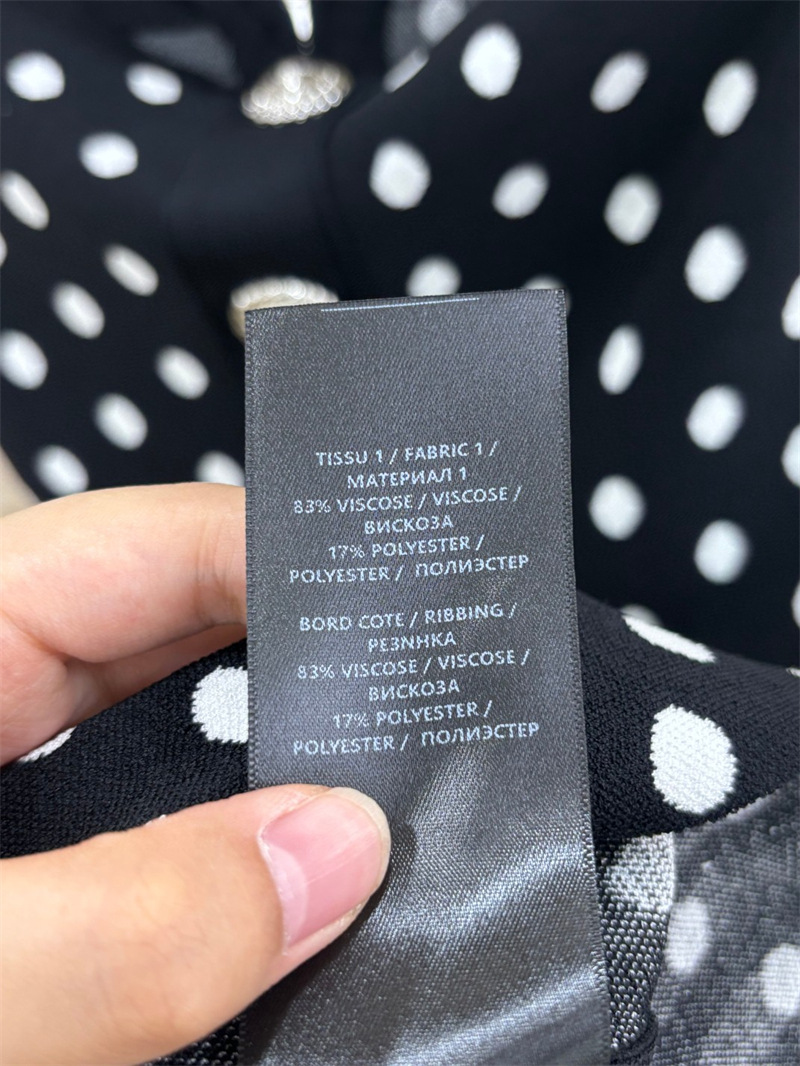 TISSU 1 / FABRIC 1 /
МАТЕРИАЛ 1
83% VISCOSE / VISCOSE /
ВИСКОЗА
17% POLYESTER /
POLYESTER / ПОЛИЭСТЕР
BORD COTE / RIBBING /
РЕЗNНКА
83% VISCOSE / VISCOSE /
ВИСКОЗА
17% POLYESTER /
POLYESTER / ПОЛИЭСТЕР